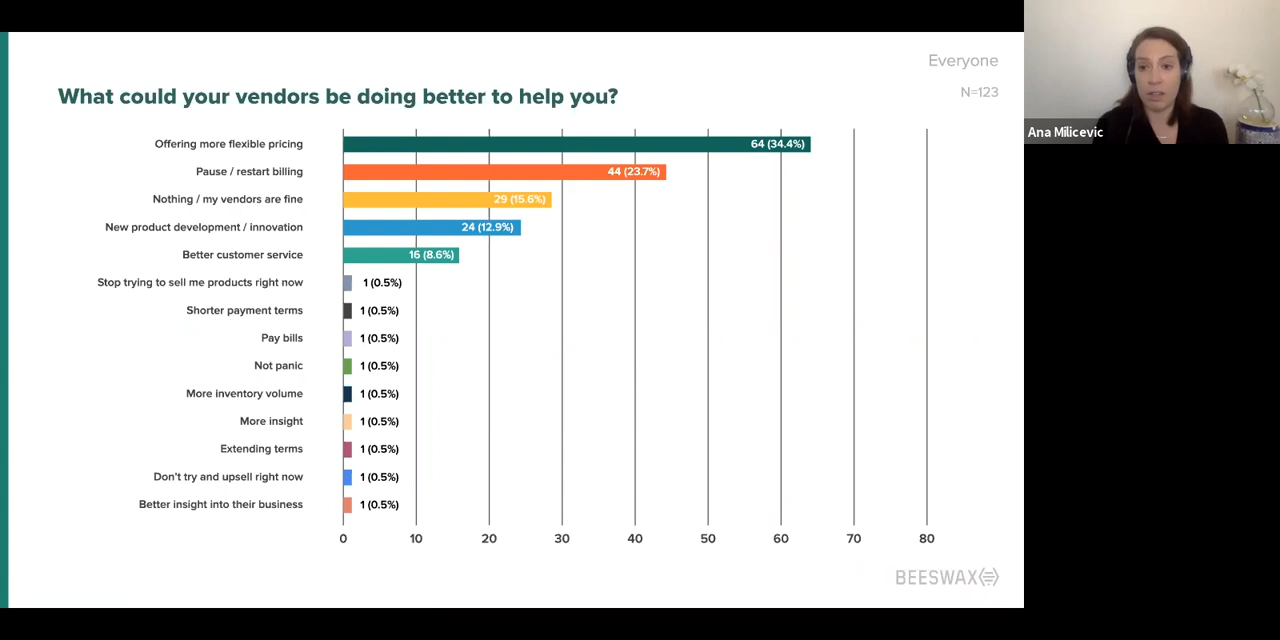 Everyone
What could your vendors be doing better to help you?
N=123
Offering more flexible pricing 64 (34.4%)
Pause / restart billing 44 (23.7%)
Nothing / my vendors are fine 29 (15.6%)
New product development / innovation 24 (12.9%)
Better customer service 16 (8.6%)
Stop trying to sell me products right now 1 (0.5%)
Shorter payment terms 1 (0.5%)
Pay bills 1 (0.5%)
Not panic 1 (0.5%)
More inventory volume 1 (0.5%)
More insight 1 (0.5%)
Extending terms 1 (0.5%)
Don't try and upsell right now 1 (0.5%)
Better insight into their business 1 (0.5%)
0 10 20 30 40 50 60 70 80
BEESWAX
Ana Milicevic